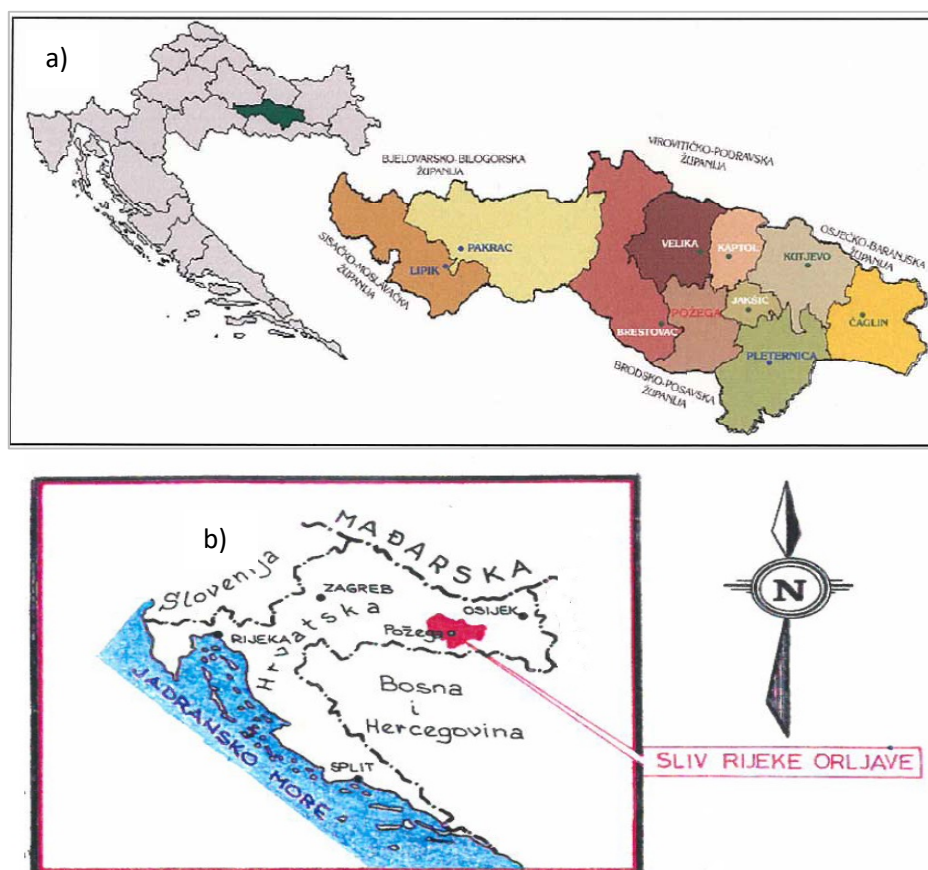 a)
VIROVITIČKO-PODRAVSKA
ŽUPANIJA
BJELOVARSKO-BILOGORSKA
ŽUPANIJA
OSJEČKO-BARANJSKA
ŽUPANIJA
SISAČKO-MOSLAVAČKA
ŽUPANIJA
PAKRAC
LIPIK
VELIKA
KAPTOL
KUTJEVO
JAKŠIĆ
POŽEGA
BRESTOVAC
ČAGLIN
PLETERNICA
BRODSKO-POSAVSKA
ŽUPANIJA
b)
MAĐARSKA
Slovenija
ZAGREB
OSIJEK
Hrvatska
Požega
RIJEKA
Bosna
i
Hercegovina
JADRANSKO MORE
SPLIT
N
SLIV RIJEKE ORLJAVE